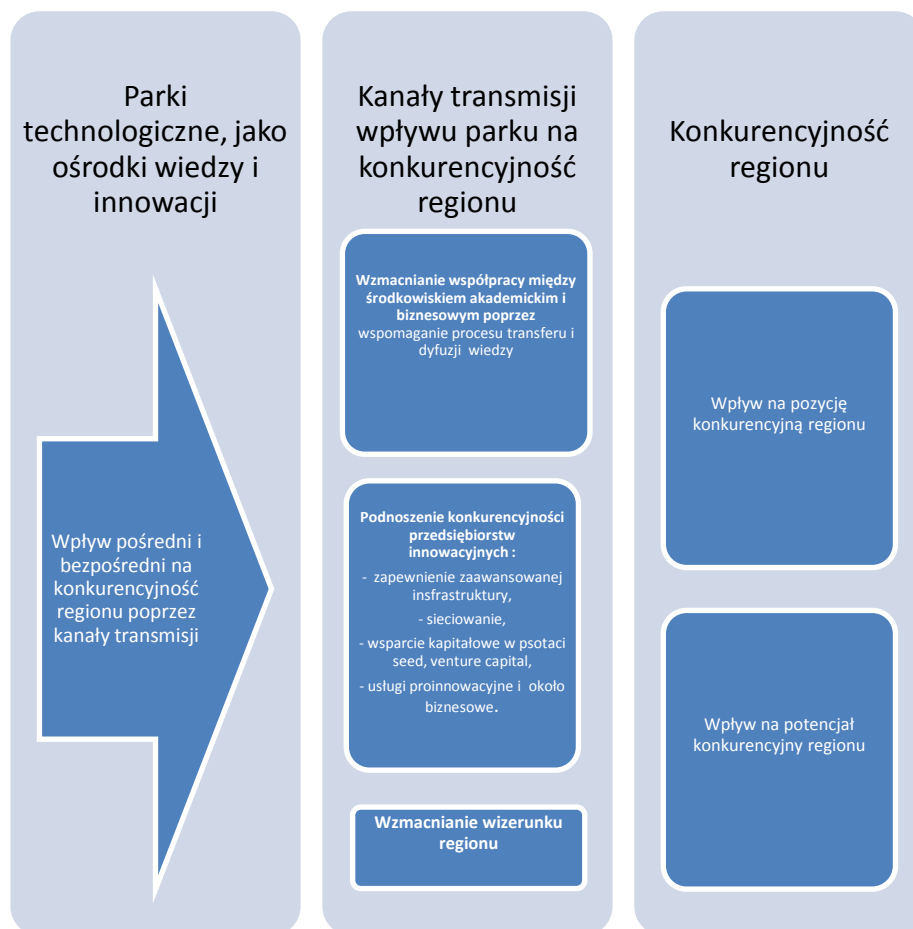 Parki
technologiczne, jako
ośrodki wiedzy i
innowacji
Wpływ pośredni i
bezpośredni na
konkurencyjność
regionu poprzez
kanały transmisji
Kanały transmisji
wpływu parku na
konkurencyjność
regionu
Wzmacnianie współpracy między
środkowiskiem akademickim i
biznesowym poprzez
wspomaganie procesu transferu i
dyfuzji wiedzy
Podnoszenie konkurencyjności
przedsiębiorstw
innowacyjnych :
- zapewnienie zaawansowanej
insfrastruktury,
- sieciowanie,
- wsparcie kapitałowe w psotaci
seed, venture capital,
- usługi proinnowacyjne i około
biznesowe.
Wzmacnianie wizerunku
regionu
Konkurencyjność
regionu
Wpływ na pozycję
konkurencyjną regionu
Wpływ na potencjał
konkurencyjny regionu